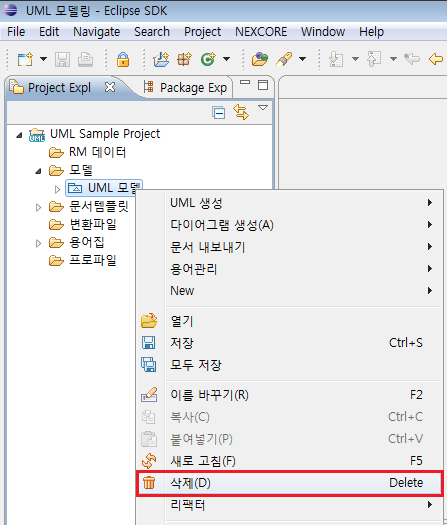 UML 모델링 - Eclipse SDK
File Edit Navigate Search Project NEXCORE Window Help
Project Expl Package Exp
UML Sample Project
RM 데이터
모델
UML 모델
문서템플릿
변환파일
용어집
프로파일
UML 생성
다이어그램 생성(A)
문서 내보내기
용어관리
New
열기
저장 Ctrl+S
모두 저장
이름 바꾸기(R) F2
복사(C) Ctrl+C
붙여넣기(P) Ctrl+V
새로 고침(F) F5
삭제(D) Delete
리팩터